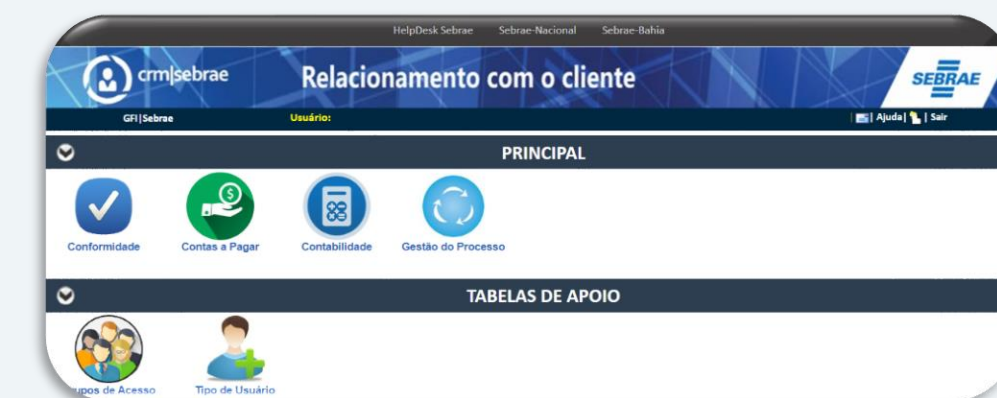 HelpDesk Sebrae Sebrae-Nacional Sebrae-Bahia
crm|sebrae Relacionamento com o cliente SEBRAE
GFI|Sebrae Usuário: | | Ajuda | | Sair
PRINCIPAL
Conformidade Contas a Pagar Contabilidade Gestão do Processo
TABELAS DE APOIO
upos de Acesso Tipo de Usuário